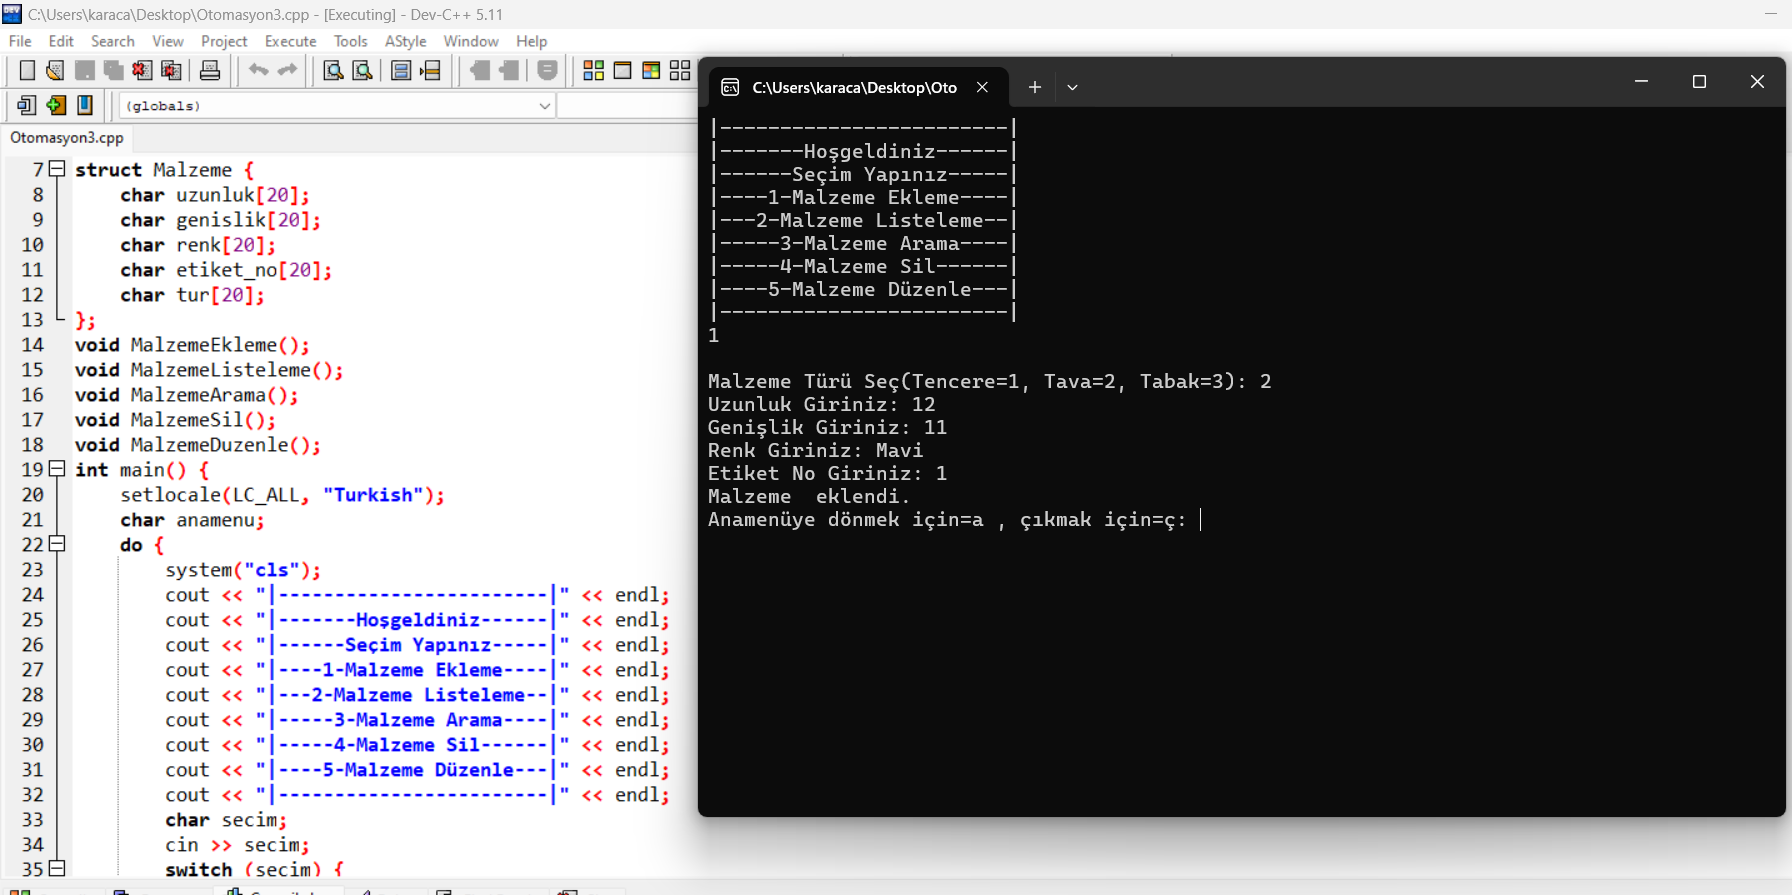 C:\Users\karaca\Desktop\Otomasyon3.cpp - [Executing] - Dev-C++ 5.11
File Edit Search View Project Execute Tools AStyle Window Help
(globals)
Otomasyon3.cpp
7 struct Malzeme {
8 char uzunluk[20];
9 char genislik[20];
10 char renk[20];
11 char etiket_no[20];
12 char tur[20];
13 };
14 void MalzemeEkleme();
15 void MalzemeListeleme();
16 void MalzemeArama();
17 void MalzemeSil();
18 void MalzemeDuzenle();
19 int main() {
20 setlocale(LC_ALL, "Turkish");
21 char anamenu;
22 do {
23 system("cls");
24 cout << "|------------------------|" << endl;
25 cout << "|-------Hoşgeldiniz------|" << endl;
26 cout << "|------Seçim Yapınız-----|" << endl;
27 cout << "|----1-Malzeme Ekleme----|" << endl;
28 cout << "|---2-Malzeme Listeleme--|" << endl;
29 cout << "|-----3-Malzeme Arama----|" << endl;
30 cout << "|-----4-Malzeme Sil------|" << endl;
31 cout << "|----5-Malzeme Düzenle---|" << endl;
32 cout << "|------------------------|" << endl;
33 char secim;
34 cin >> secim;
35 switch (secim) {
C:\Users\karaca\Desktop\Oto
|------------------------|
|-------Hoşgeldiniz------|
|------Seçim Yapınız-----|
|----1-Malzeme Ekleme----|
|---2-Malzeme Listeleme--|
|-----3-Malzeme Arama----|
|-----4-Malzeme Sil------|
|----5-Malzeme Düzenle---|
|------------------------|
1
Malzeme Türü Seç(Tencere=1, Tava=2, Tabak=3): 2
Uzunluk Giriniz: 12
Genişlik Giriniz: 11
Renk Giriniz: Mavi
Etiket No Giriniz: 1
Malzeme  eklendi.
Anamenüye dönmek için=a , çıkmak için=ç: